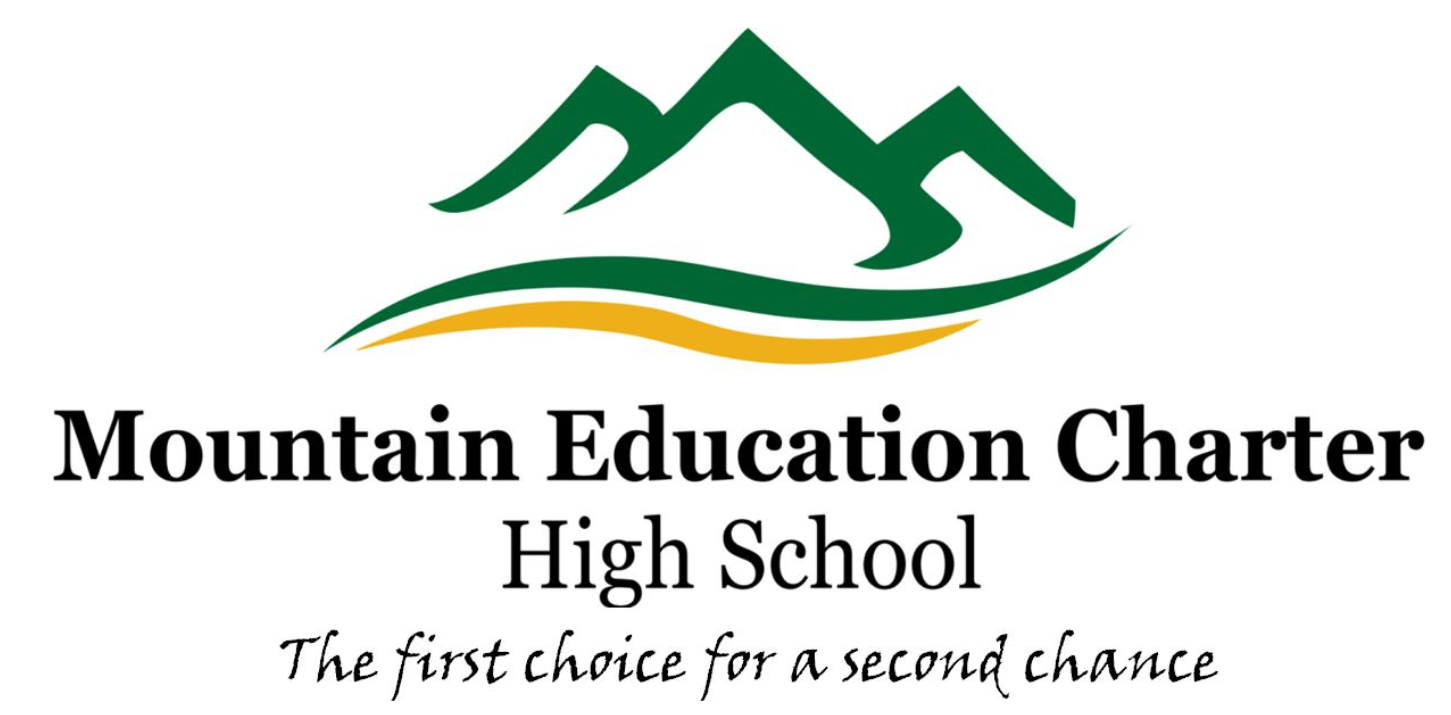 Mountain Education Charter
High School
The first choice for a second chance